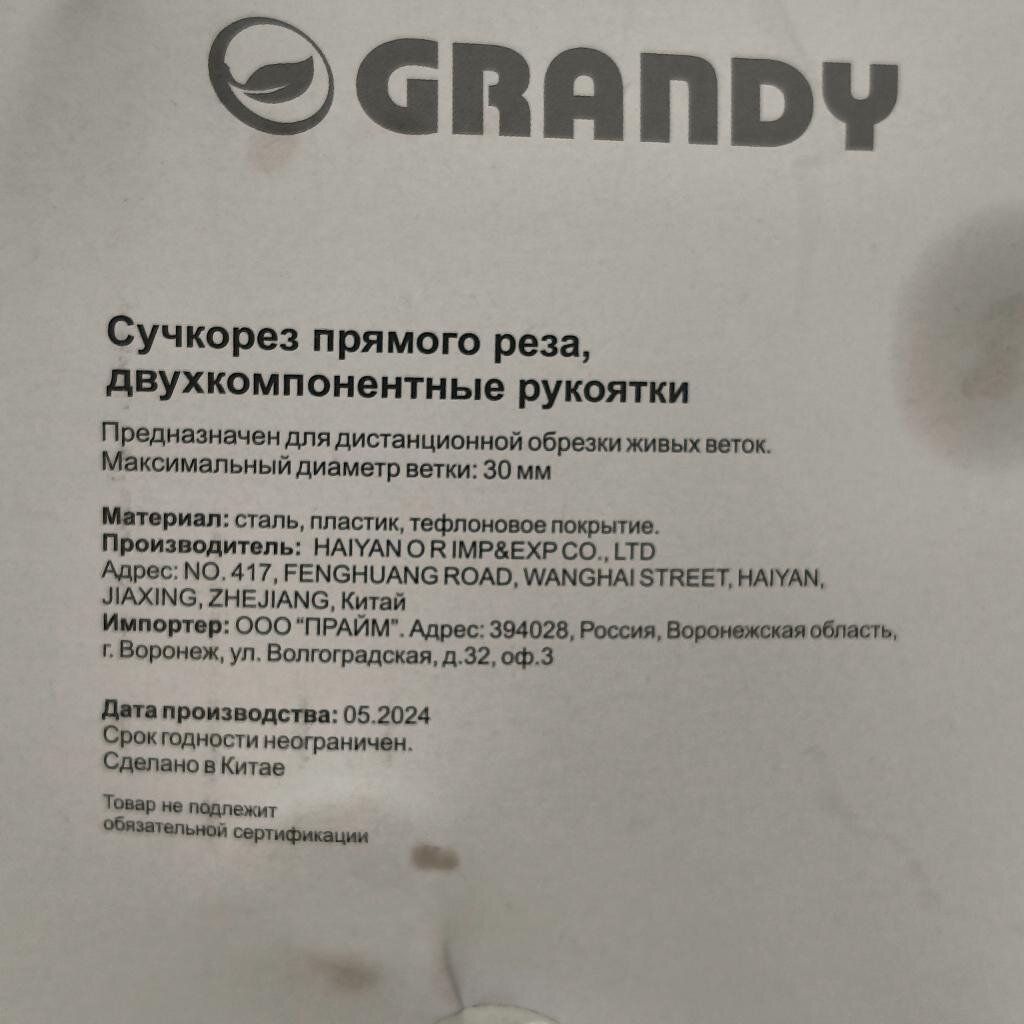 GRANDY
Сучкорез прямого реза,
двухкомпонентные рукоятки
Предназначен для дистанционной обрезки живых веток.
Максимальный диаметр ветки: 30 мм
Материал: сталь, пластик, тефлоновое покрытие.
Производитель: HAIYAN O R IMP&EXP CO., LTD
Адрес: NO. 417, FENGHUANG ROAD, WANGHAI STREET, HAIYAN,
JIAXING, ZHEJIANG, Китай
Импортер: ООО "ПРАЙМ". Адрес: 394028, Россия, Воронежская область,
г. Воронеж, ул. Волгоградская, д.32, оф.3
Дата производства: 05.2024
Срок годности неограничен.
Сделано в Китае
Товар не подлежит
обязательной сертификации